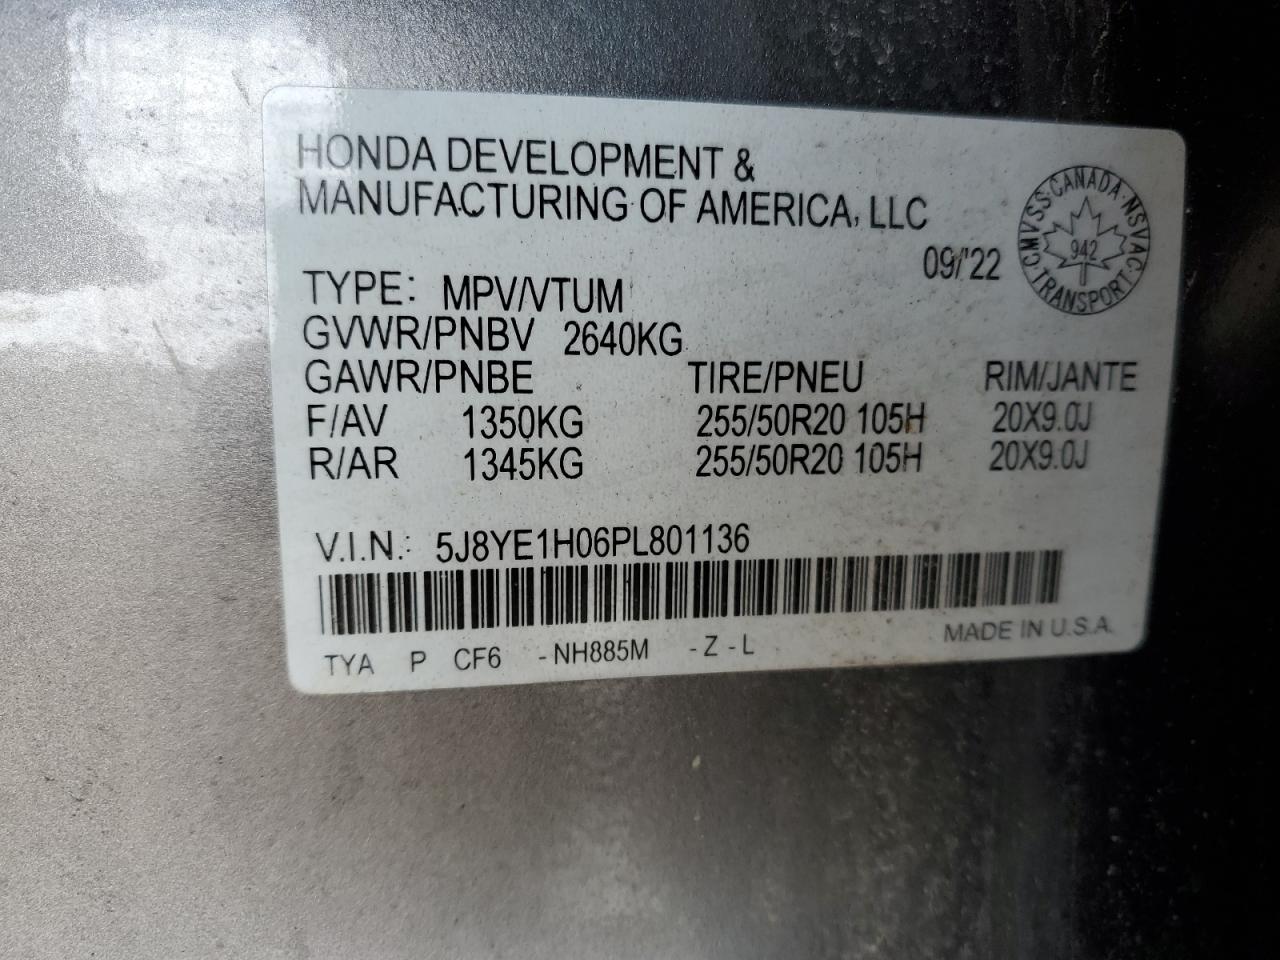 HONDA DEVELOPMENT &
MANUFACTURING OF AMERICA, LLC
09/'22
CMVSS·CANADA·NSVAC·TRANSPORT·
942
TYPE: MPV/VTUM
GVWR/PNBV 2640KG
GAWR/PNBE TIRE/PNEU RIM/JANTE
F/AV 1350KG 255/50R20 105H 20X9.0J
R/AR 1345KG 255/50R20 105H 20X9.0J
V.I.N.: 5J8YE1H06PL801136
TYA P CF6 -NH885M -Z-L MADE IN U.S.A.